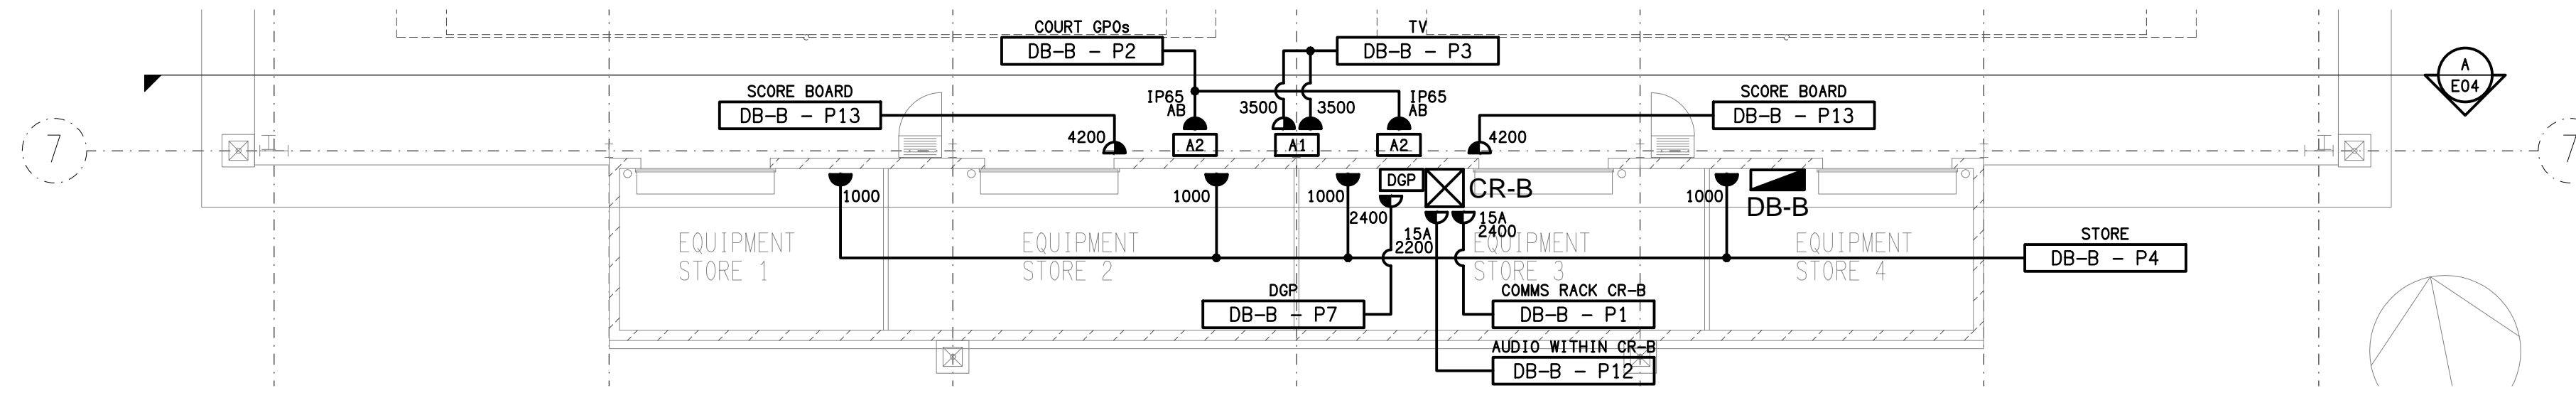 COURT GPOs
DB-B - P2
TV
DB-B - P3
A
E04
SCORE BOARD
DB-B - P13
IP65
AB
3500
3500
IP65
AB
SCORE BOARD
DB-B - P13
4200
A2
A1
A2
4200
7
7
1000
1000
1000
DGP
CR-B
1000
DB-B
2400
15A
2200
15A
2400
EQUIPMENT
STORE 1
EQUIPMENT
STORE 2
EQUIPMENT
STORE 3
EQUIPMENT
STORE 4
STORE
DB-B - P4
DGP
DB-B - P7
COMMS RACK CR-B
DB-B - P1
AUDIO WITHIN CR-B
DB-B - P12